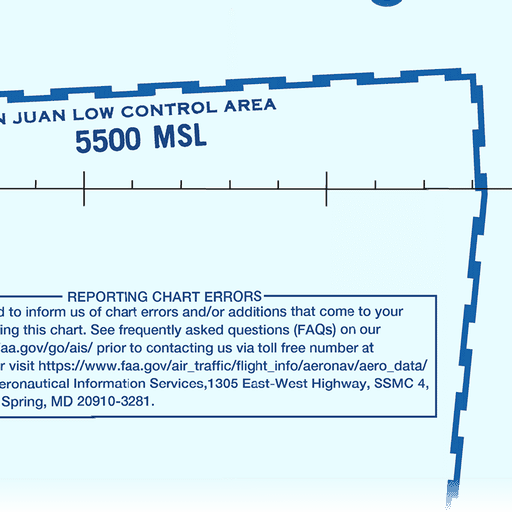 N JUAN LOW CONTROL AREA
5500 MSL
REPORTING CHART ERRORS
d to inform us of chart errors and/or additions that come to your
ing this chart. See frequently asked questions (FAQs) on our
/faa.gov/go/ais/ prior to contacting us via toll free number at
r visit https://www.faa.gov/air_traffic/flight_info/aeronav/aero_data/
eronautical Information Services,1305 East-West Highway, SSMC 4,
Spring, MD 20910-3281.